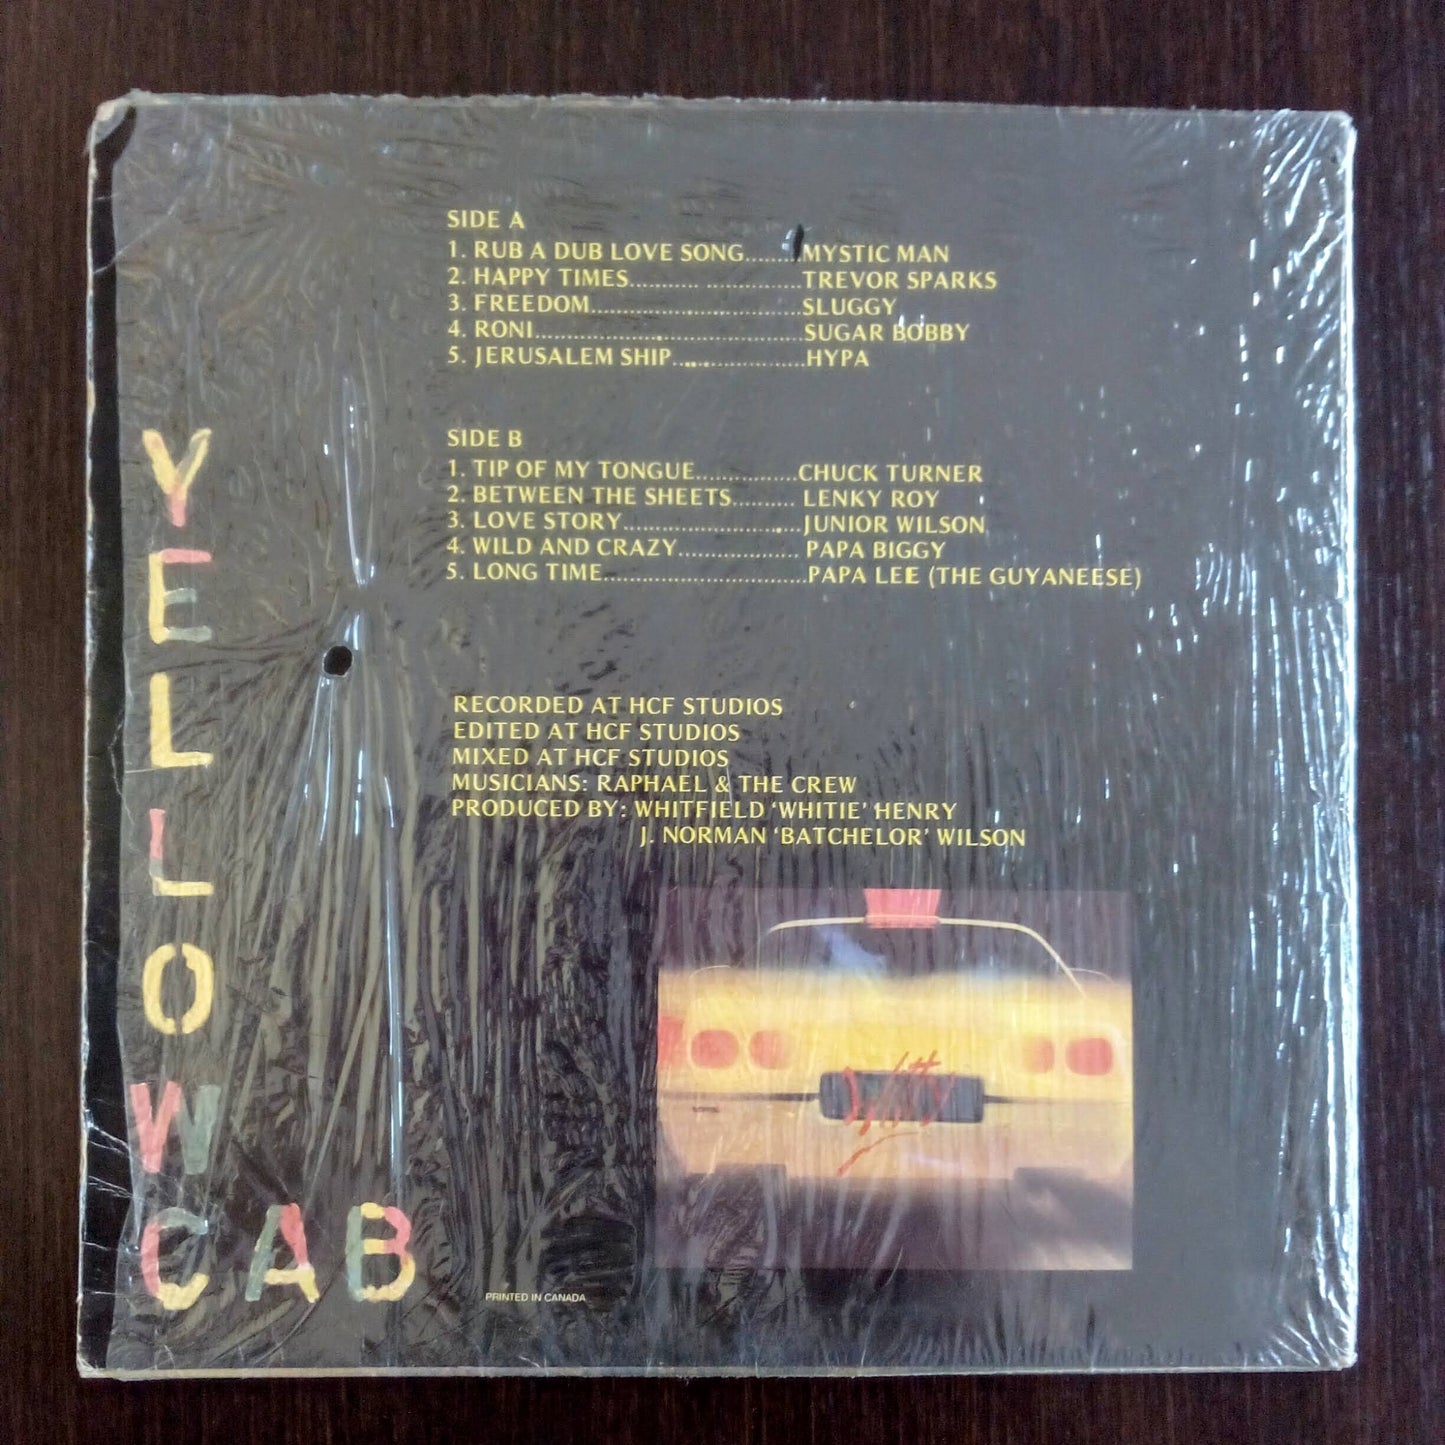 SIDE A
1. RUB A DUB LOVE SONG.........MYSTIC MAN
2. HAPPY TIMES........... ...............TREVOR SPARKS
3. FREEDOM.................................SLUGGY
4. RONI..........................................SUGAR BOBBY
5. JERUSALEM SHIP.....................HYPA
SIDE B
1. TIP OF MY TONGUE................CHUCK TURNER
2. BETWEEN THE SHEETS.......... LENKY ROY
3. LOVE STORY............................JUNIOR WILSON
4. WILD AND CRAZY................... PAPA BIGGY
5. LONG TIME................................PAPA LEE (THE GUYANEESE)
RECORDED AT HCF STUDIOS
EDITED AT HCF STUDIOS
MIXED AT HCF STUDIOS
MUSICIANS: RAPHAEL & THE CREW
PRODUCED BY: WHITFIELD ‘WHITIE’ HENRY
J. NORMAN ‘BATCHELOR’ WILSON
YELLOW
CAB
PRINTED IN CANADA